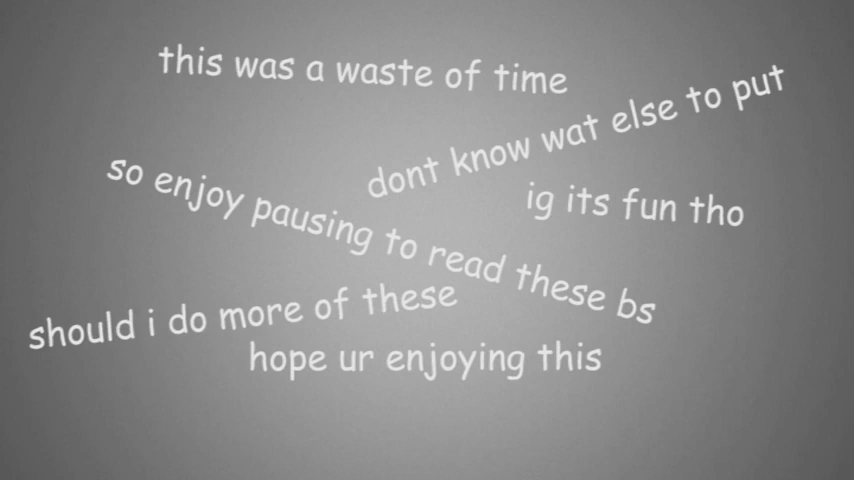 this was a waste of time
dont know wat else to put
so enjoy pausing to read these bs
ig its fun tho
should i do more of these
hope ur enjoying this